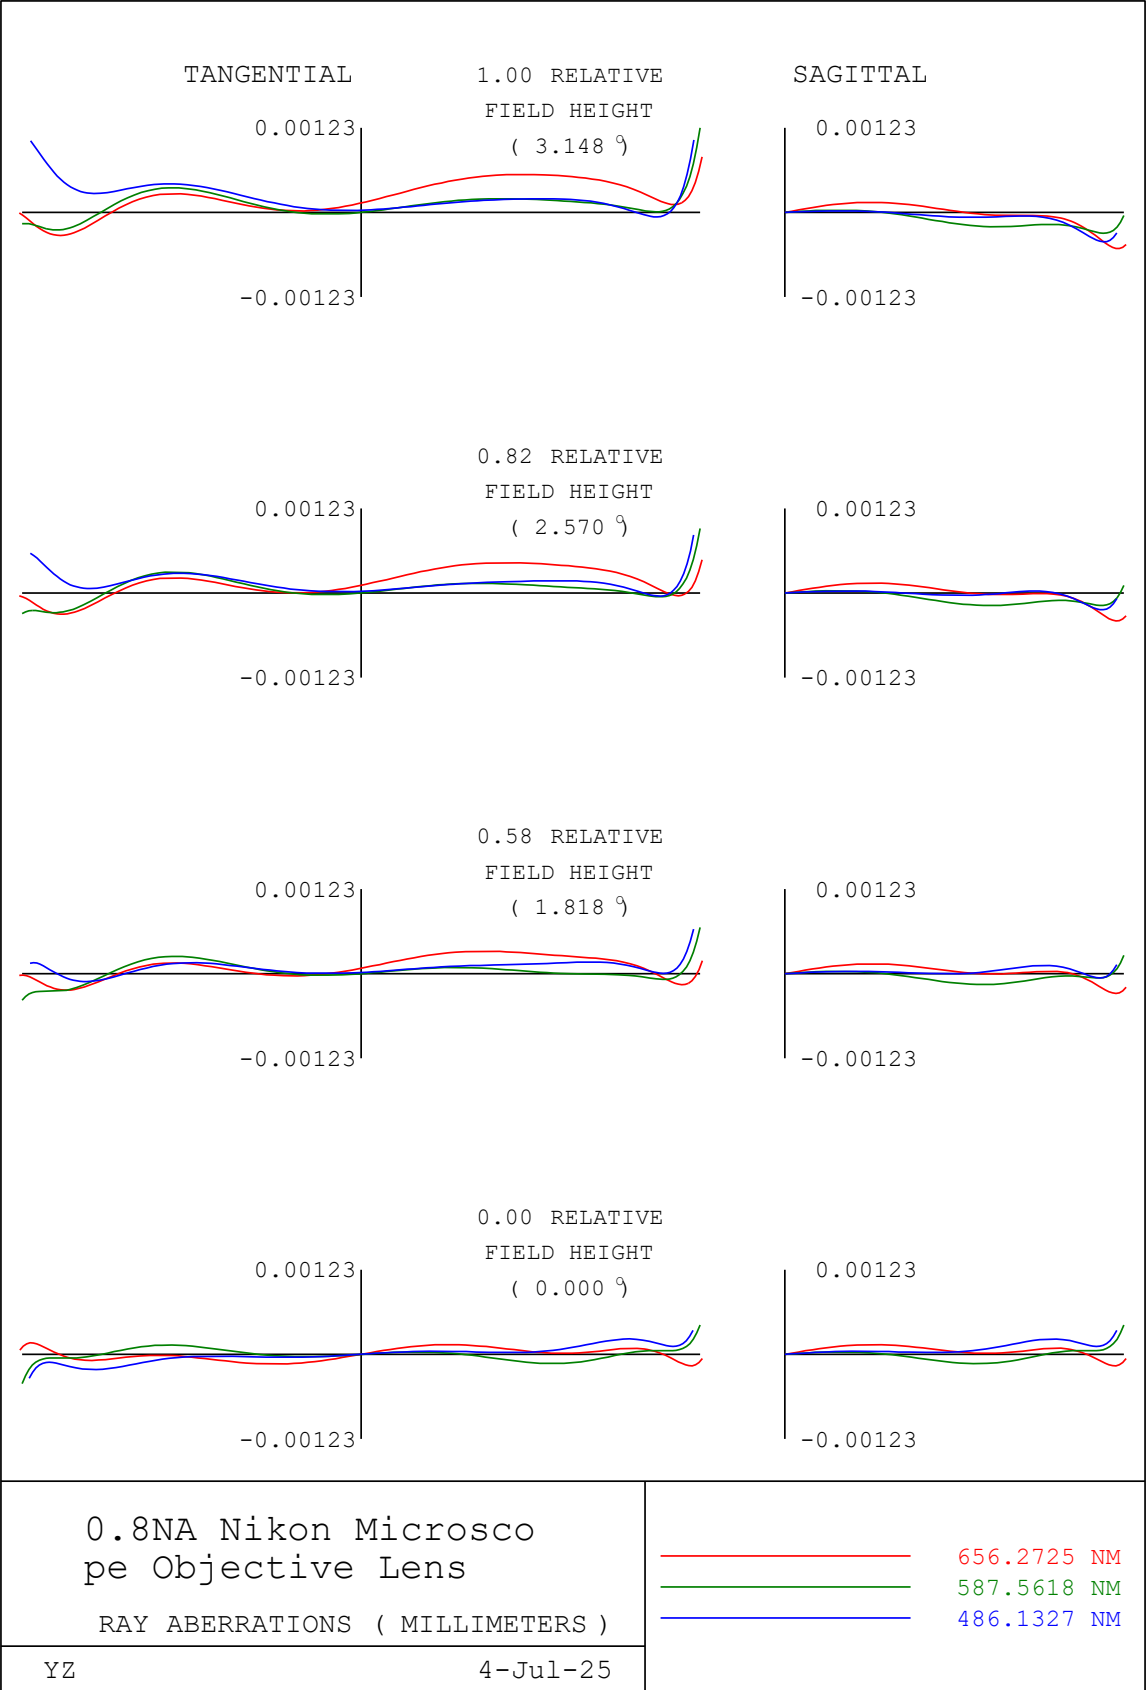 TANGENTIAL 1.00 RELATIVE SAGITTAL
FIELD HEIGHT
0.00123 ( 3.148 º) 0.00123
-0.00123 -0.00123
0.82 RELATIVE
FIELD HEIGHT
0.00123 ( 2.570 º) 0.00123
-0.00123 -0.00123
0.58 RELATIVE
FIELD HEIGHT
0.00123 ( 1.818 º) 0.00123
-0.00123 -0.00123
0.00 RELATIVE
FIELD HEIGHT
0.00123 ( 0.000 º) 0.00123
-0.00123 -0.00123
0.8NA Nikon Microsco
pe Objective Lens
RAY ABERRATIONS ( MILLIMETERS )
YZ 4-Jul-25
656.2725 NM
587.5618 NM
486.1327 NM